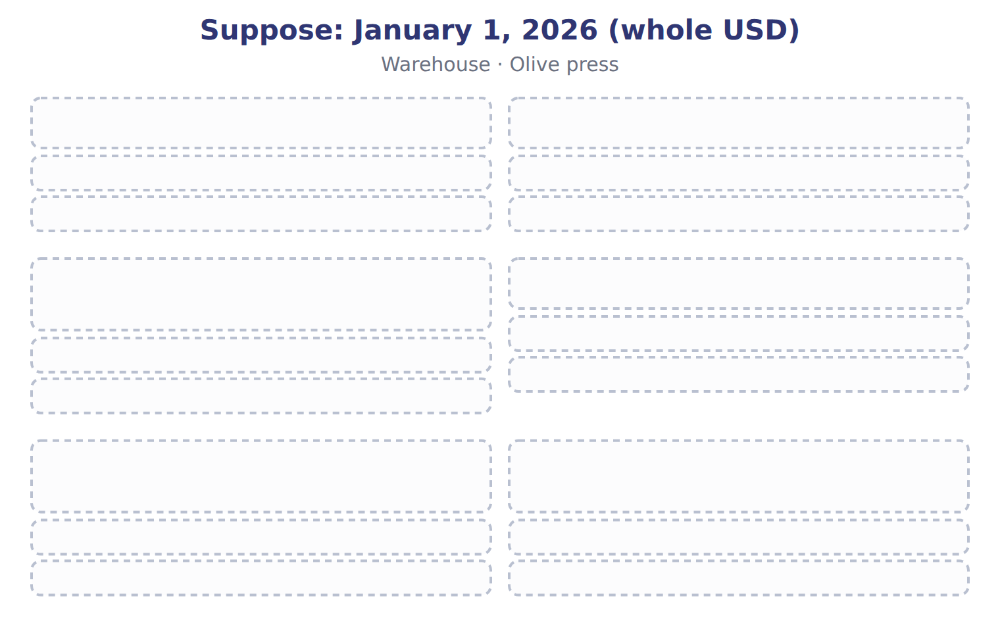 Suppose: January 1, 2026 (whole USD)
Warehouse · Olive press